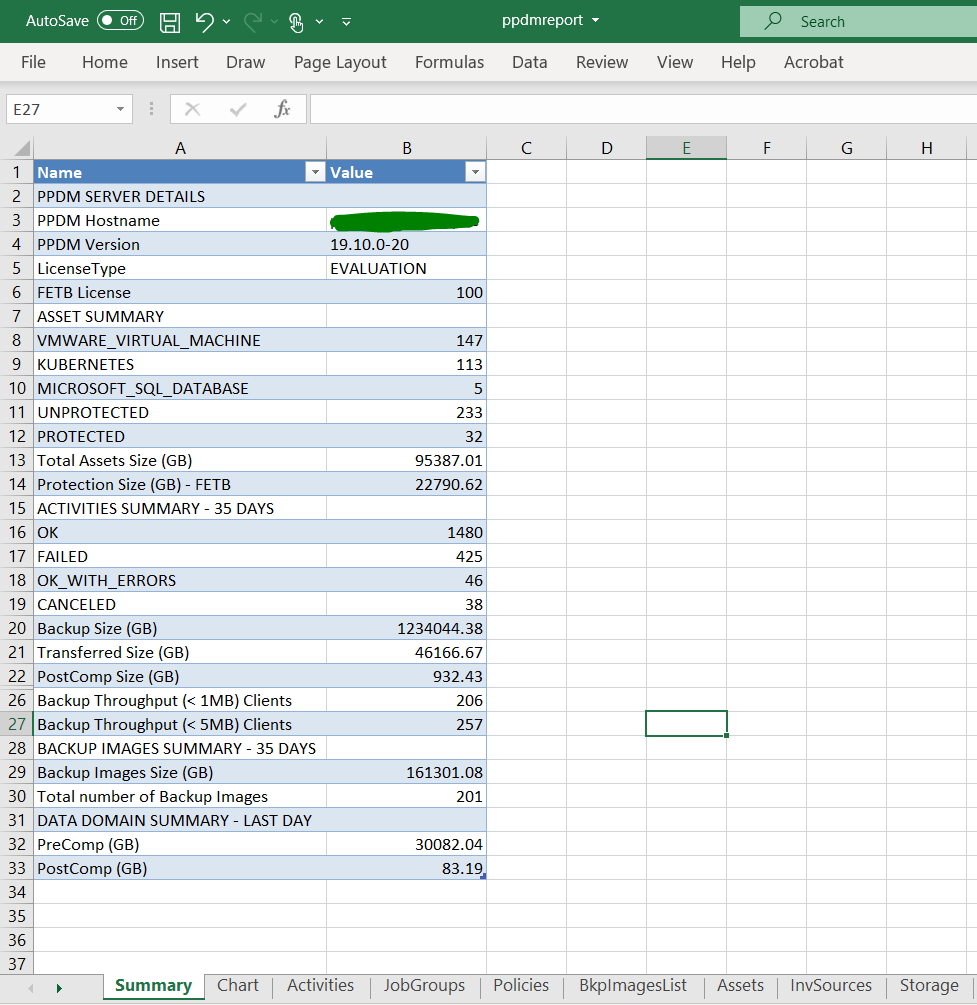 AutoSave Off ppdmreport Search
File Home Insert Draw Page Layout Formulas Data Review View Help Acrobat
E27 fx
A B C D E F G H
1 Name Value
2 PPDM SERVER DETAILS
3 PPDM Hostname
4 PPDM Version 19.10.0-20
5 LicenseType EVALUATION
6 FETB License 100
7 ASSET SUMMARY
8 VMWARE_VIRTUAL_MACHINE 147
9 KUBERNETES 113
10 MICROSOFT_SQL_DATABASE 5
11 UNPROTECTED 233
12 PROTECTED 32
13 Total Assets Size (GB) 95387.01
14 Protection Size (GB) - FETB 22790.62
15 ACTIVITIES SUMMARY - 35 DAYS
16 OK 1480
17 FAILED 425
18 OK_WITH_ERRORS 46
19 CANCELED 38
20 Backup Size (GB) 1234044.38
21 Transferred Size (GB) 46166.67
22 PostComp Size (GB) 932.43
26 Backup Throughput (< 1MB) Clients 206
27 Backup Throughput (< 5MB) Clients 257
28 BACKUP IMAGES SUMMARY - 35 DAYS
29 Backup Images Size (GB) 161301.08
30 Total number of Backup Images 201
31 DATA DOMAIN SUMMARY - LAST DAY
32 PreComp (GB) 30082.04
33 PostComp (GB) 83.19
34
35
36
37
Summary Chart Activities JobGroups Policies BkpImagesList Assets InvSources Storage